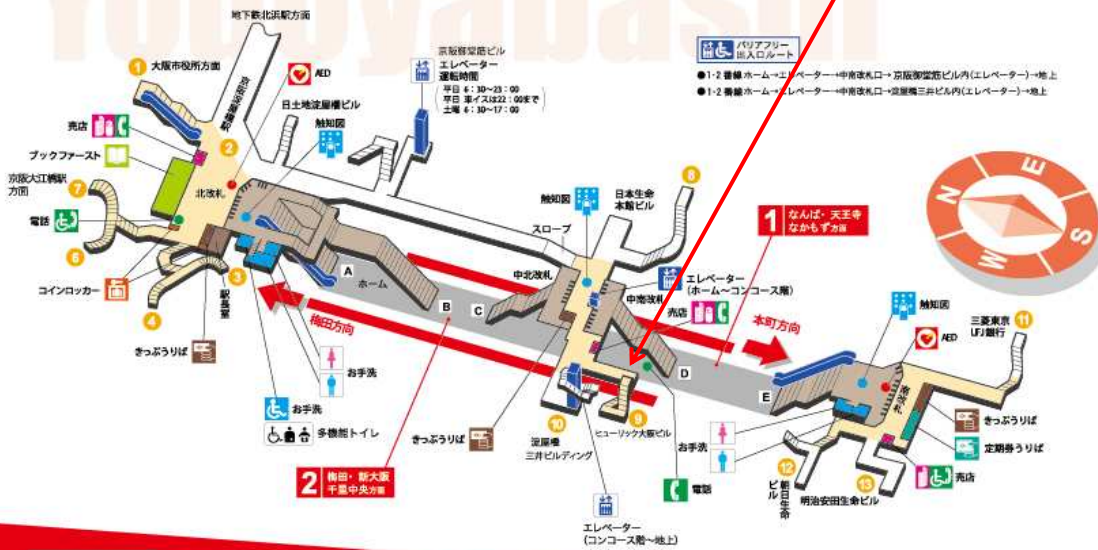 Yodoyabashi
地下鉄北浜駅方面
1 大阪市役所方面
京阪淀屋橋駅
AED
日土地淀屋橋ビル
触知図
京阪御堂筋ビル
エレベーター
運転時間
平日 6:30~23:00
平日 車イスは22:00まで
土曜 6:30~17:00
バリアフリー
出入口ルート
●1・2番線 ホーム→エレベーター→中南改札口→ 京阪御堂筋ビル内(エレベーター)→地上
●1・2番線 ホーム→エレベーター→中南改札口→淀屋橋三井ビル内(エレベーター)→地上
売店
2
ブックファースト
京阪大江橋駅
方面
7
北改札
電話
6
コインロッカー
4
3
駅長室
きっぷうりば
A
ホーム
B
C
梅田方向
お手洗
お手洗
多機能トイレ
2 梅田・新大阪
千里中央方面
触知図
日本生命
本館ビル
8
スロープ
中北改札
中南改札
エレベーター
(ホーム~コンコース階)
売店
1 なんば・天王寺
なかもず方面
本町方向
D
E
きっぷうりば
10
淀屋橋
三井ビルディング
9
ヒューリック大阪ビル
エレベーター
(コンコース階~地上)
電話
お手洗
触知図
AED
三菱東京
UFJ銀行
11
南改札
きっぷうりば
定期券うりば
売店
12
朝日生命
ビル
13
明治安田生命ビル
N
E
S
W